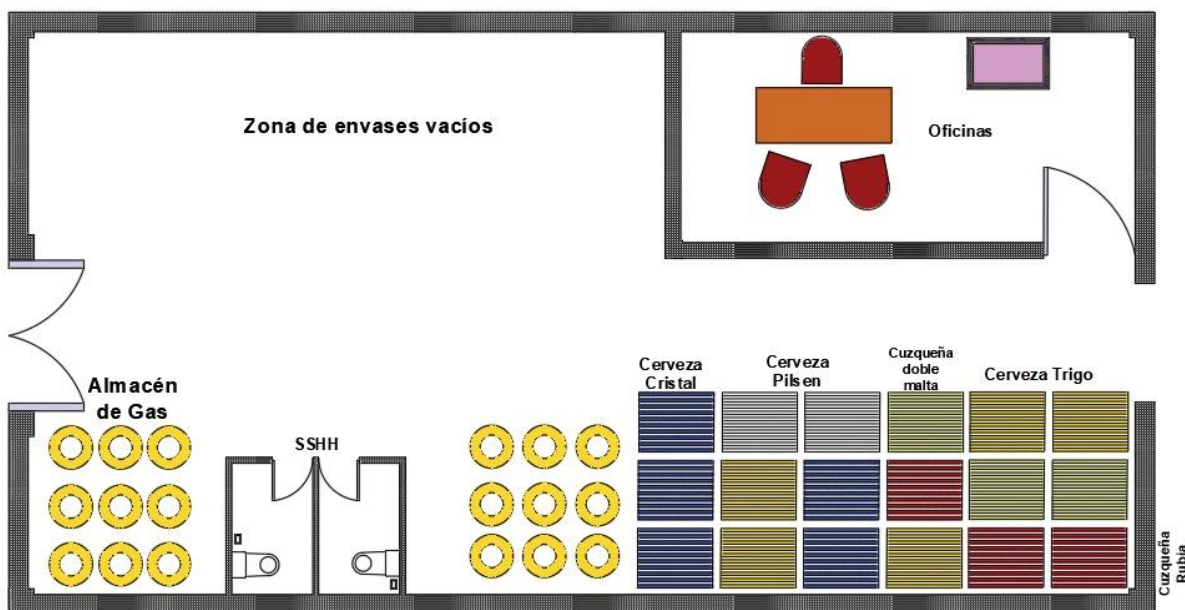 Zona de envases vacíos
Oficinas
Almacén
de Gas
SSHH
Cerveza
Cristal
Cerveza
Pilsen
Cuzqueña
doble
malta
Cerveza Trigo
Cuzqueña
Rubia